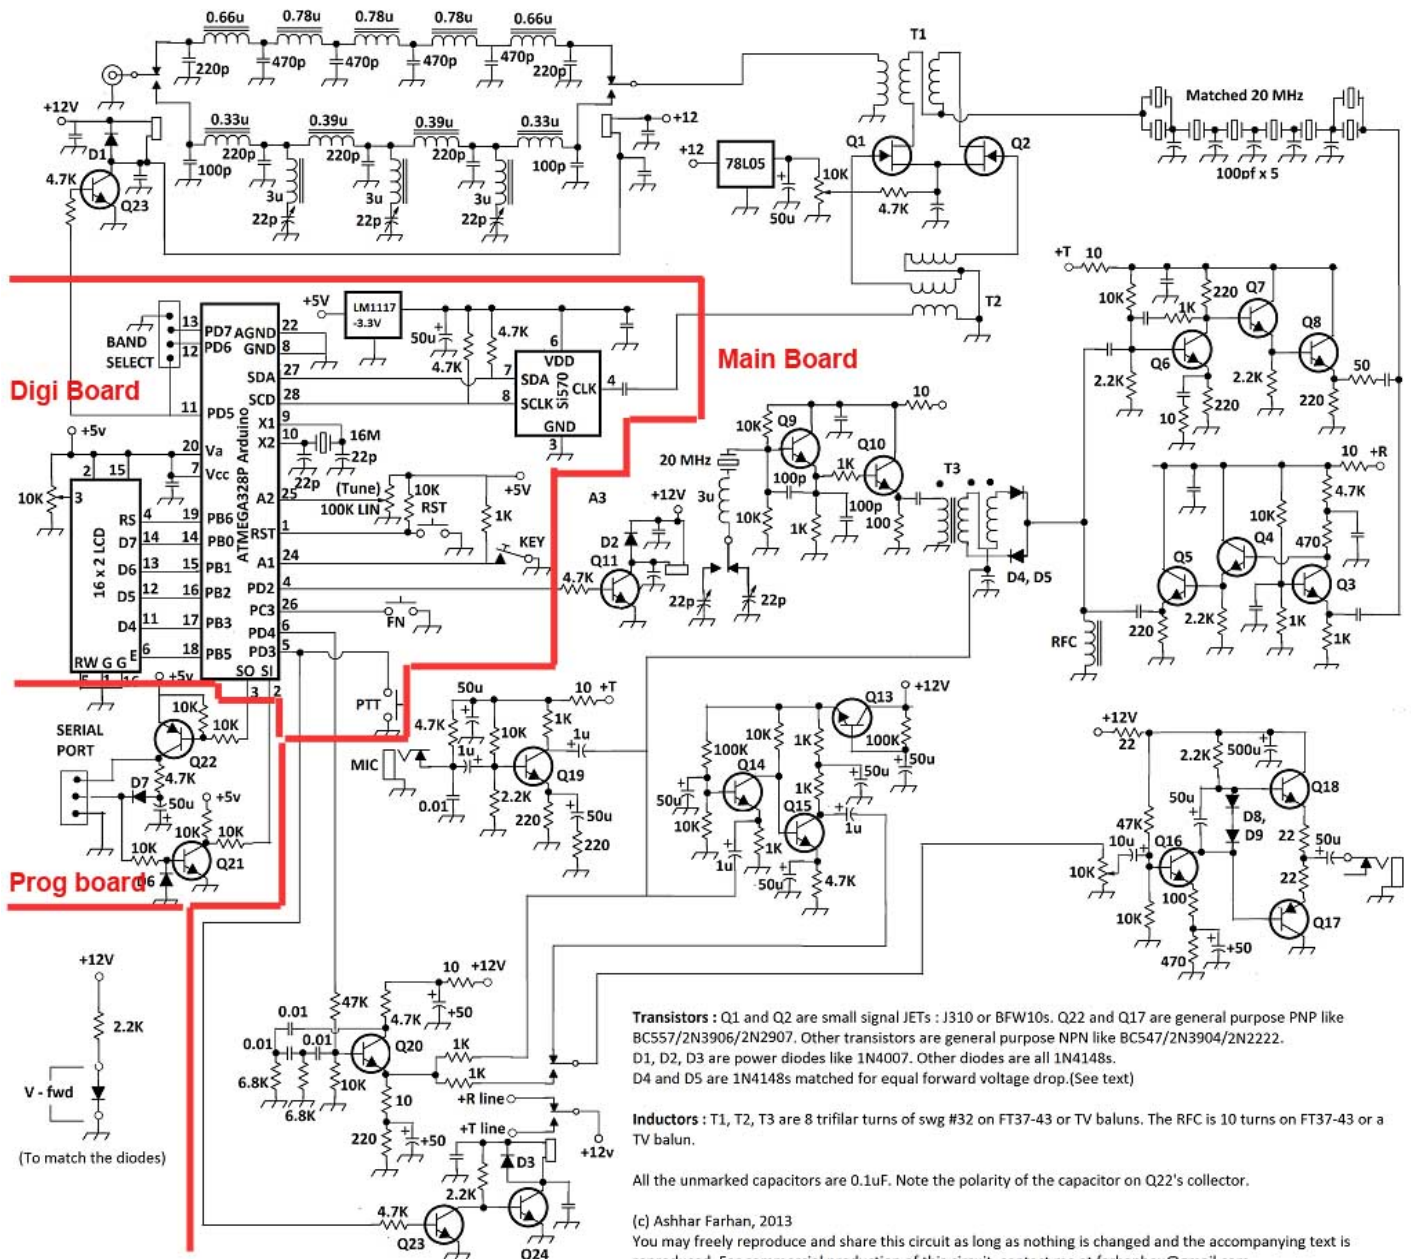 0.66u 0.78u 0.78u 0.78u 0.66u
220p 470p 470p 470p 470p 220p
T1
+12V
D1
4.7K
Q23
0.33u 0.39u 0.39u 0.33u
100p 220p 220p 220p 100p
3u 3u 3u
22p 22p 22p
+12
+12
78L05
50u
10K
4.7K
Q1 Q2
T2
Matched 20 MHz
100pf x 5
Digi Board
BAND
SELECT
13 PD7
12 PD6
11 PD5
AGND 22
GND 8
SDA 27
SCD 28
X1 9
X2 10
16M
22p 22p
ATMEGA328P Arduino
+5V
LM1117
-3.3V
50u
4.7K
4.7K
6
VDD
7 SDA
8 SCLK
Si570
CLK 4
GND
3
Main Board
+5v
20 Va
7 Vcc
2 15
10K
3
16 x 2 LCD
RS 4 19 PB6
D7 14 14 PB0
D6 13 15 PB1
D5 12 16 PB2
D4 11 17 PB3
E 6 18 PB5
RW G G
A2 25
(Tune)
100K LIN
10K
RST
RST 1
+5V
1K
KEY
A1 24
PD2 4
PC3 26
FN
PD4 6
PD3 5
SO SI
3 2
PTT
A3
+12V
D2
Q11
4.7K
20 MHz
3u
22p 22p
10K
Q9
10
Q10
1K
100p
100p
10K
1K
100
T3
D4, D5
+T 10
10K
1K
220
Q7
Q8
Q6
2.2K
10
220
2.2K
220
50
10 +R
4.7K
10K
470
Q4
Q5
Q3
220
2.2K
1K
1K
RFC
+5v
SERIAL
PORT
10K
10K
Q22
D7
4.7K
50u
+5v
10K
10K
10K
Q21
D6
Prog board
MIC
4.7K
50u
10K
10 +T
1K
1u
1u
Q19
0.01
2.2K
220
50u
220
Q13
+12V
100K
10K
1K
100K
Q14
50u
50u
50u
1K
Q15
10K
1K
1u
1u
50u
4.7K
+12V
22
2.2K
500u
Q18
50u
D8,
D9
47K
10u
Q16
22
50u
22
10K
100
10K
Q17
470
+50
+12V
2.2K
V - fwd
(To match the diodes)
10 +12V
47K
+50
4.7K
0.01
0.01 0.01
Q20
6.8K
6.8K
10K
1K
1K
10
220
+50
+R line
+T line
+12v
D3
2.2K
4.7K
Q23
Q24
Transistors : Q1 and Q2 are small signal JETs : J310 or BFW10s. Q22 and Q17 are general purpose PNP like
BC557/2N3906/2N2907. Other transistors are general purpose NPN like BC547/2N3904/2N2222.
D1, D2, D3 are power diodes like 1N4007. Other diodes are all 1N4148s.
D4 and D5 are 1N4148s matched for equal forward voltage drop.(See text)
Inductors : T1, T2, T3 are 8 trifilar turns of swg #32 on FT37-43 or TV baluns. The RFC is 10 turns on FT37-43 or a
TV balun.
All the unmarked capacitors are 0.1uF. Note the polarity of the capacitor on Q22's collector.
(c) Ashhar Farhan, 2013
You may freely reproduce and share this circuit as long as nothing is changed and the accompanying text is